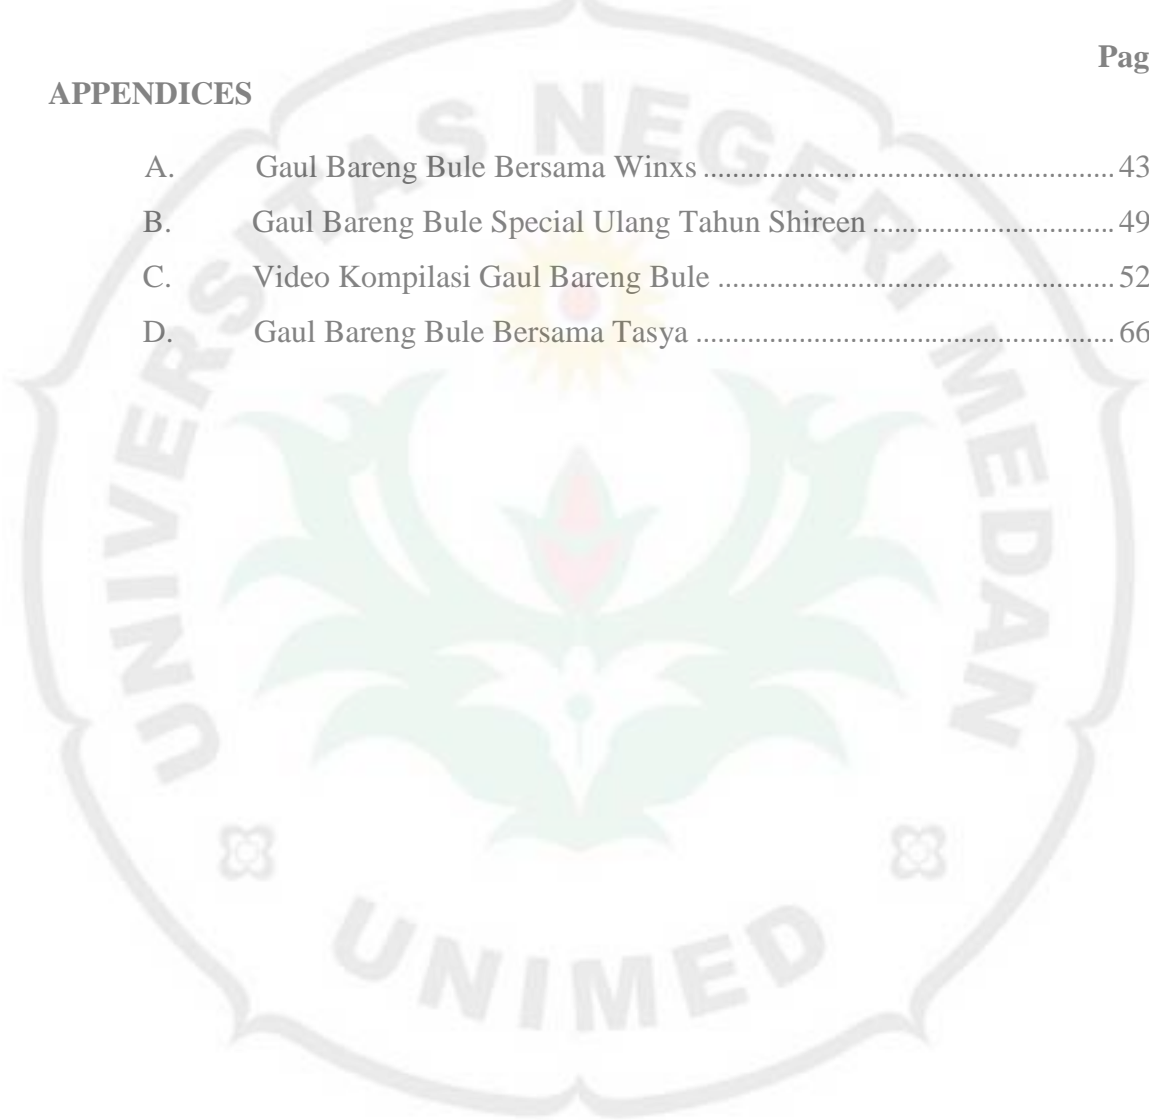 Pag
APPENDICES
A. Gaul Bareng Bule Bersama Winxs ........................................................ 43
B. Gaul Bareng Bule Special Ulang Tahun Shireen ................................. 49
C. Video Kompilasi Gaul Bareng Bule ...................................................... 52
D. Gaul Bareng Bule Bersama Tasya ......................................................... 66
UNIVERSITAS NEGERI MEDAN
UNIMED